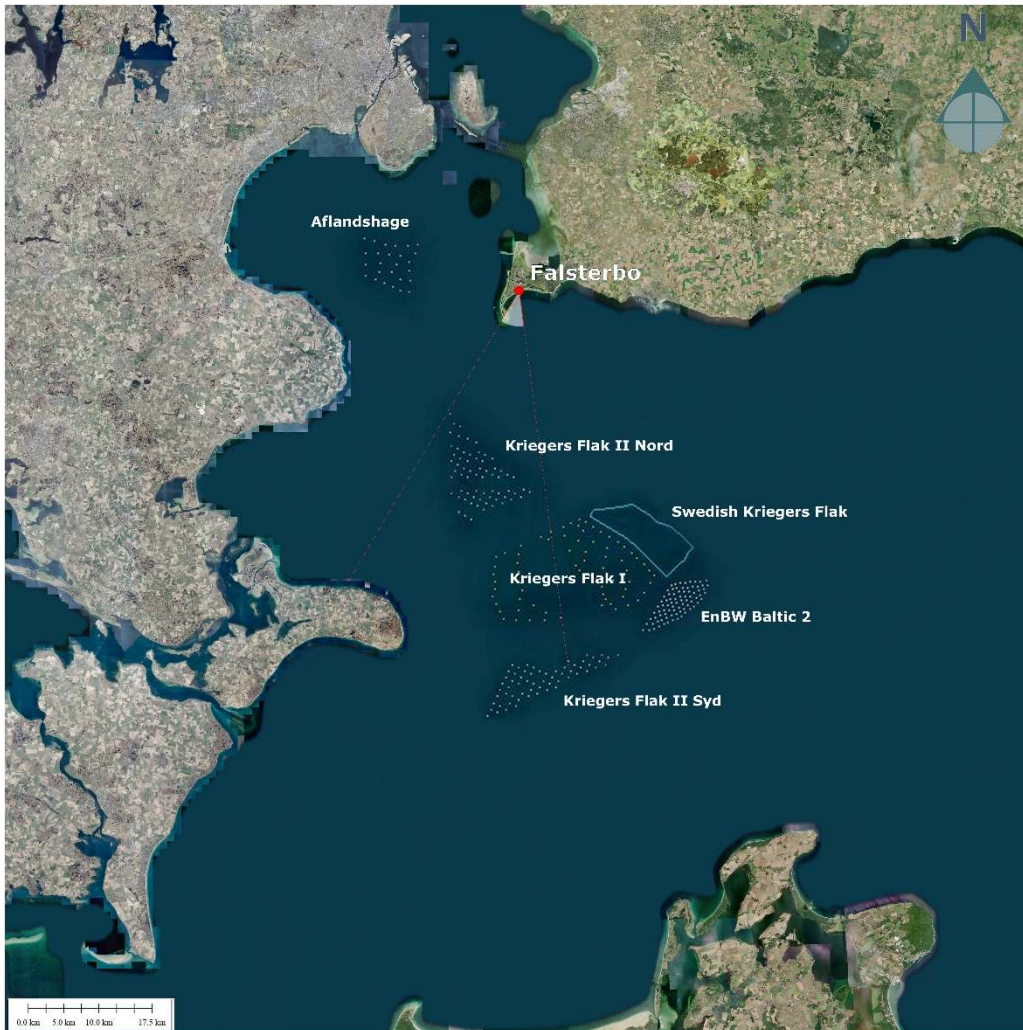 N
Aflandshage
Falsterbo
Kriegers Flak II Nord
Swedish Kriegers Flak
Kriegers Flak I
EnBW Baltic 2
Kriegers Flak II Syd
0.0 km 5.0 km 10.0 km 17.5 km